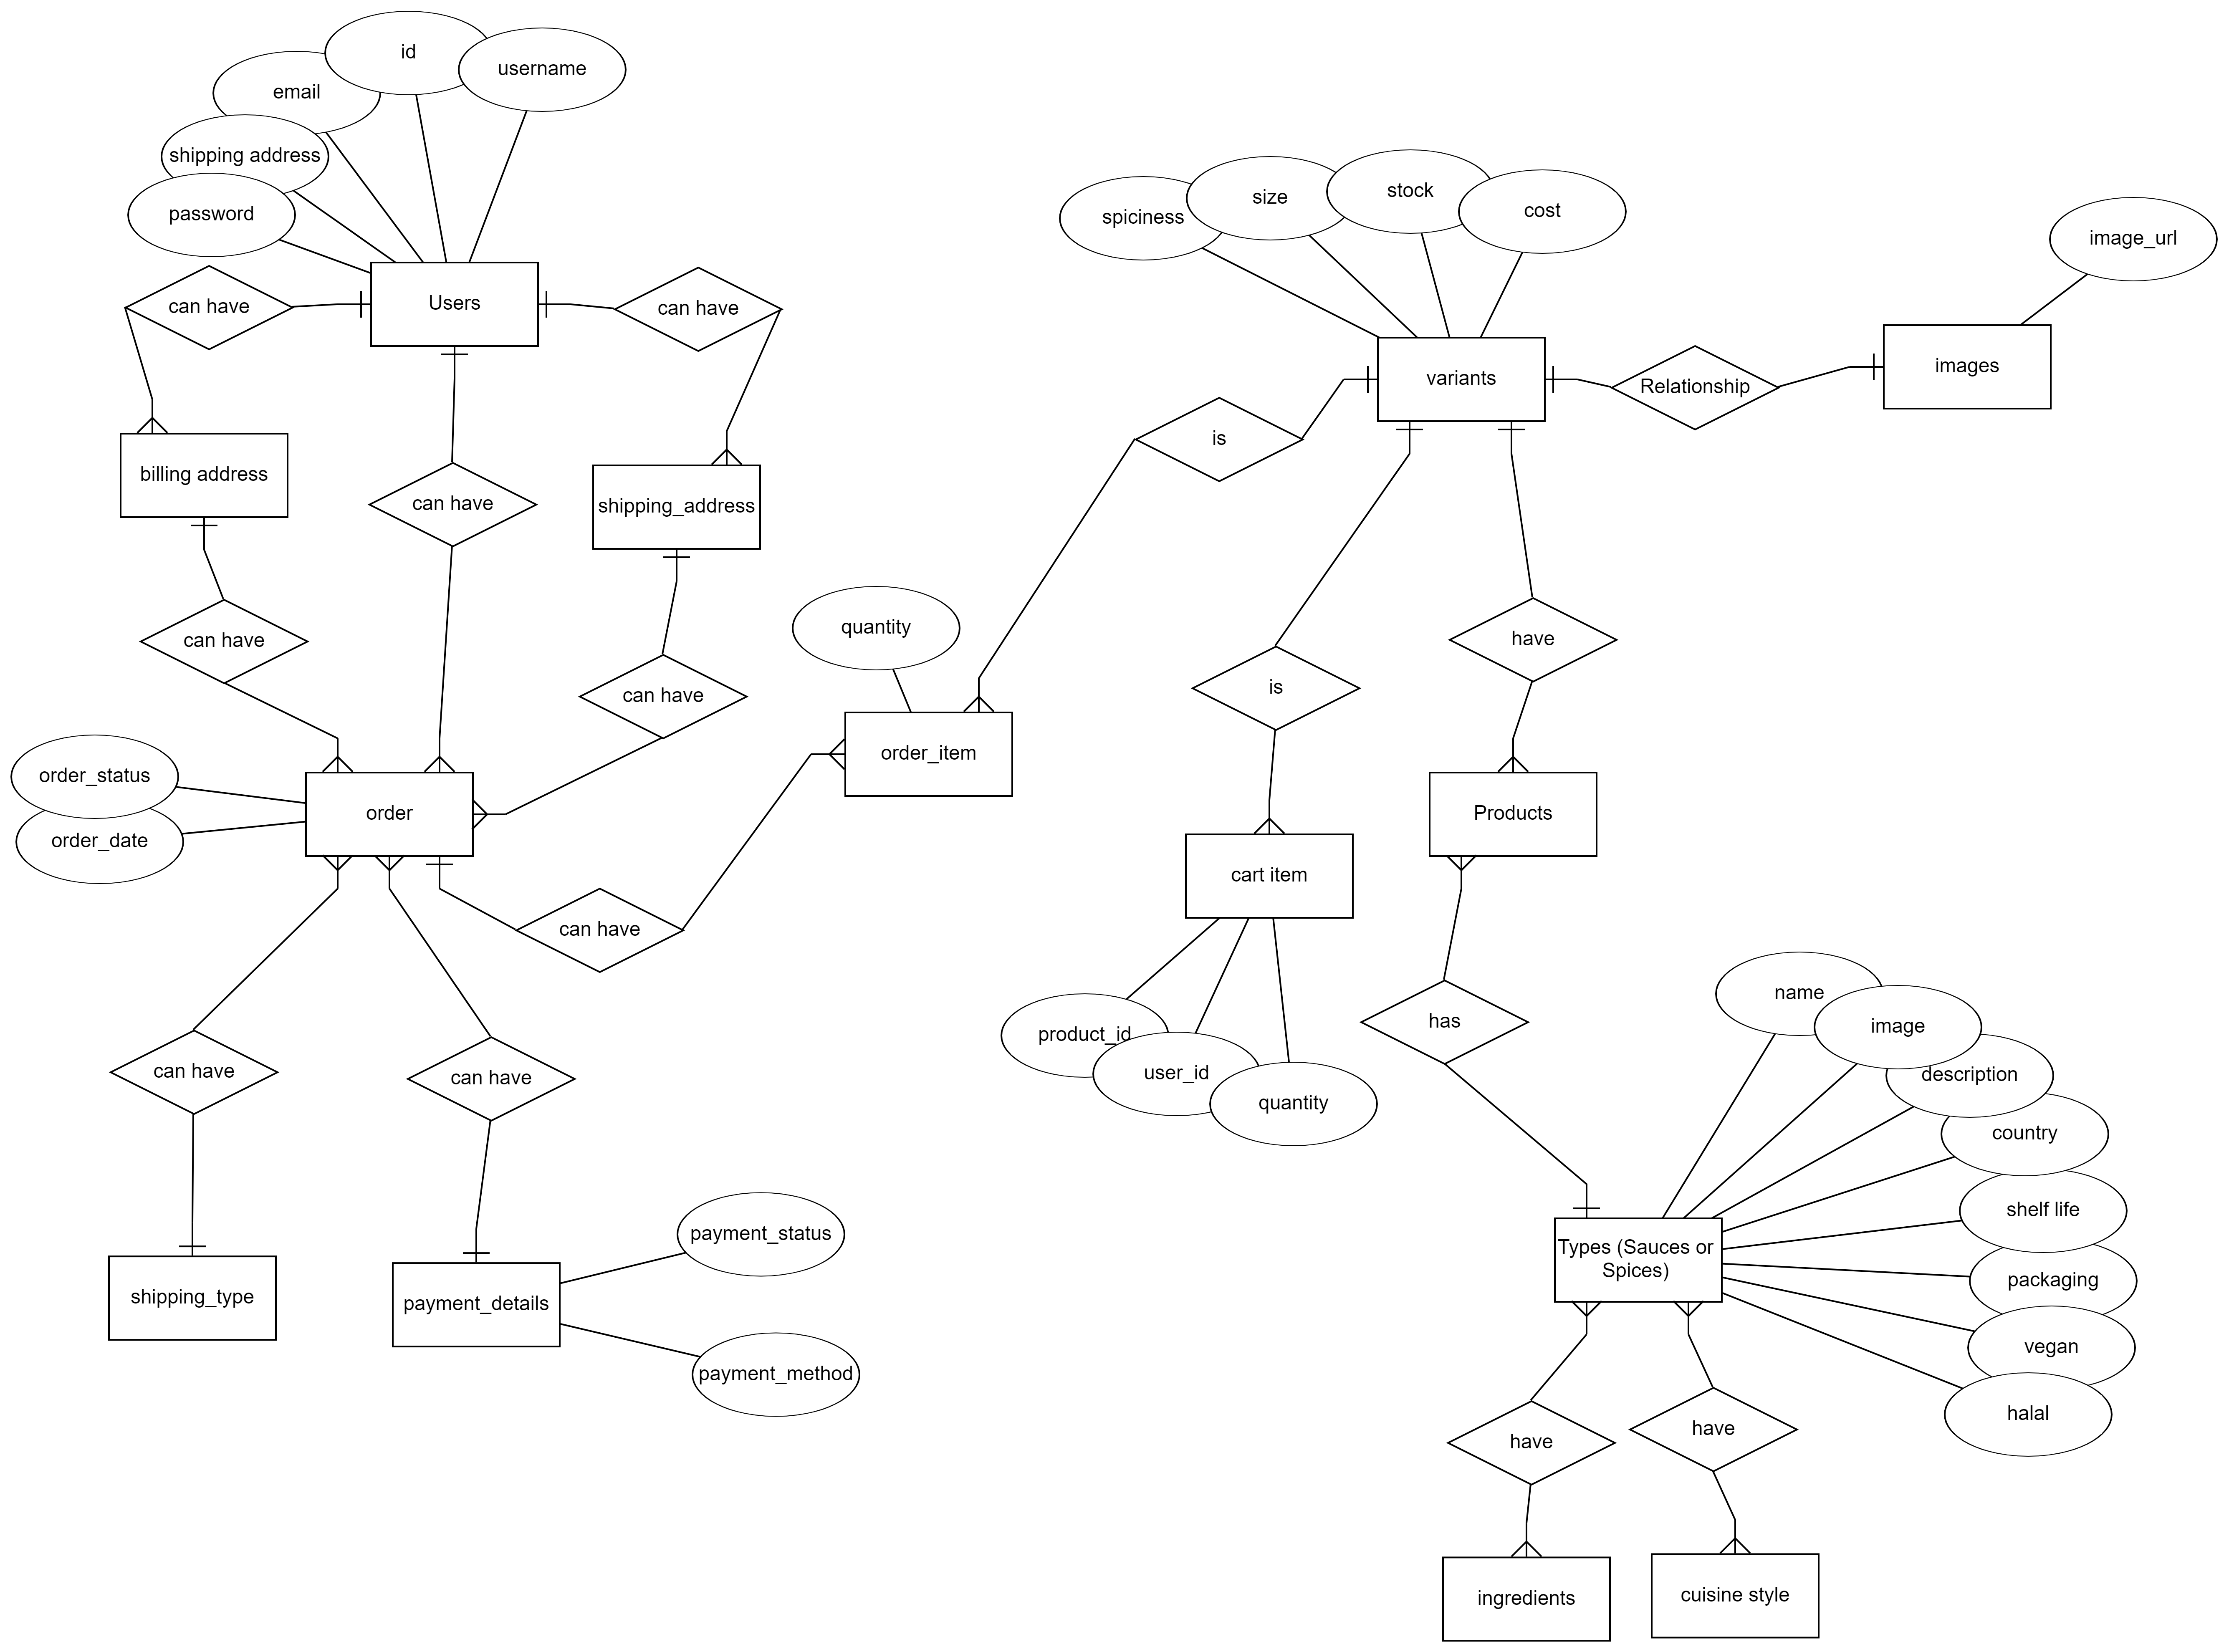 id
username
email
shipping address
password
can have
Users
can have
billing address
can have
shipping_address
can have
can have
order_status
order_date
order
can have
can have
can have
shipping_type
payment_details
payment_status
payment_method
quantity
order_item
spiciness
size
stock
cost
image_url
variants
Relationship
images
is
is
have
cart item
Products
product_id
user_id
quantity
has
name
image
description
country
shelf life
packaging
vegan
halal
Types (Sauces or
Spices)
have
have
ingredients
cuisine style